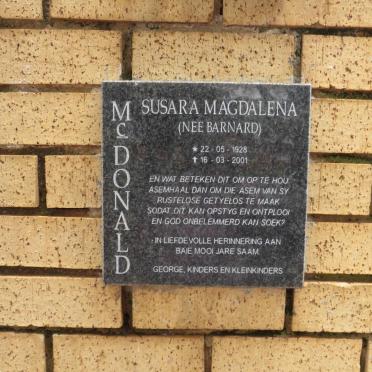 McDONALD
SUSARA MAGDALENA
(NEE BARNARD)
★ 22 - 05 - 1928
✝ 16 - 03 - 2001
EN WAT BETEKEN DIT OM OP TE HOU
ASEMHAAL DAN OM DIE ASEM VAN SY
RUSTELOSE GETYELOS TE MAAK
SODAT DIT KAN OPSTYG EN ONTPLOOI
EN GOD ONBELEMMERD KAN SOEK?
IN LIEFDEVOLLE HERINNERING AAN
BAIE MOOI JARE SAAM.
GEORGE, KINDERS EN KLEINKINDERS